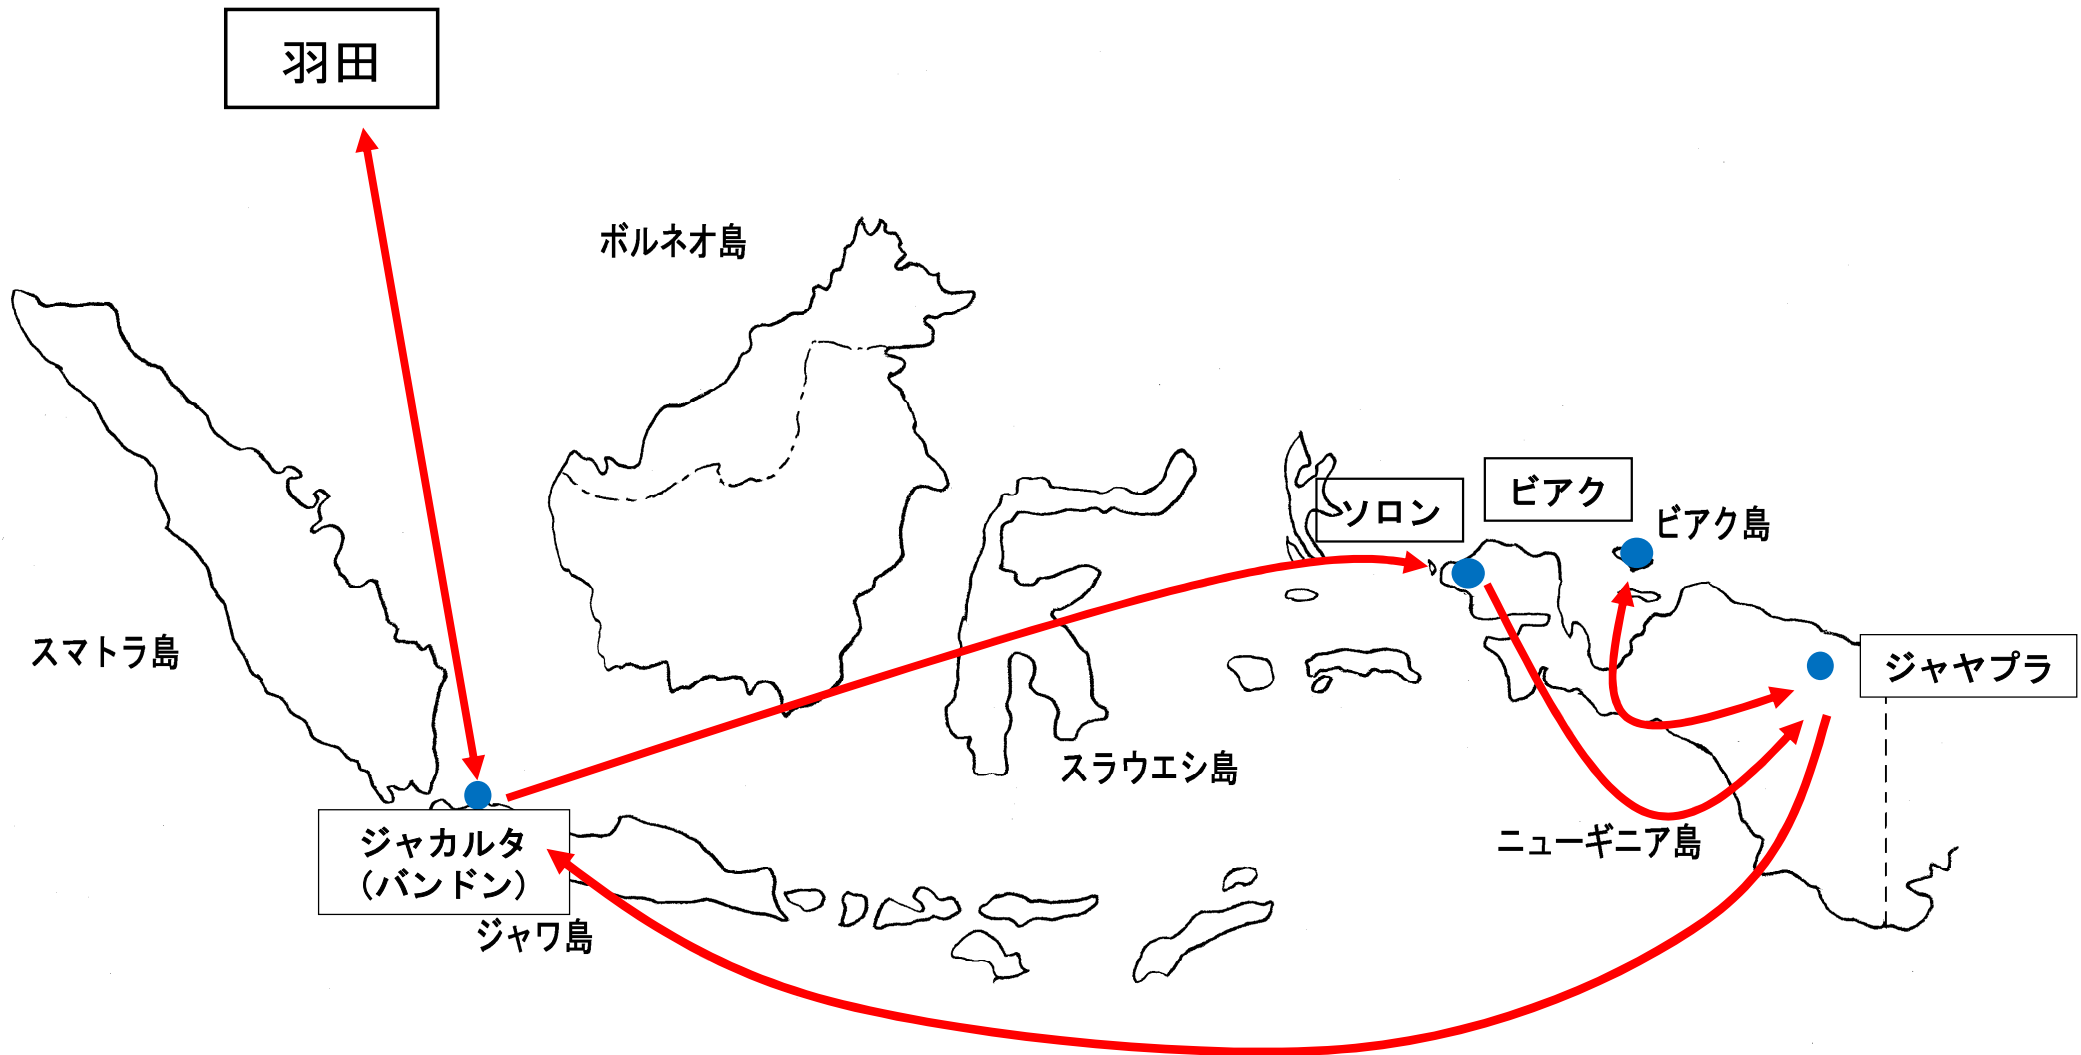 羽田
ボルネオ島
ソロン
ビアク
ビアク島
スマトラ島
ジャヤプラ
スラウエシ島
ジャカルタ
（バンドン）
ニューギニア島
ジャワ島